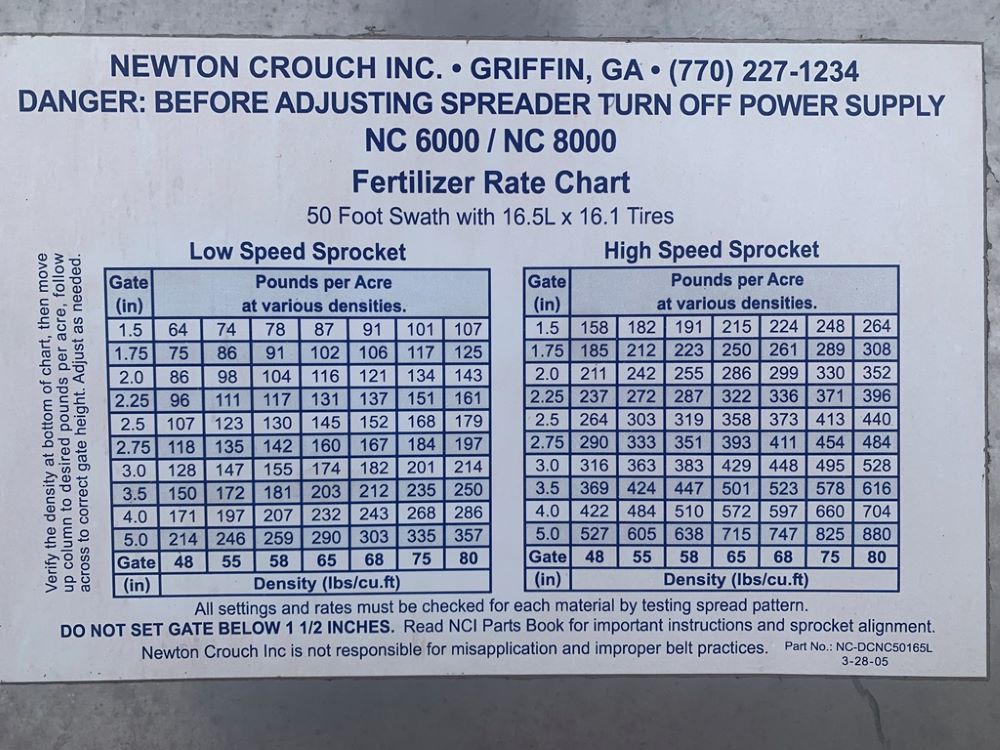 NEWTON CROUCH INC. • GRIFFIN, GA • (770) 227-1234
DANGER: BEFORE ADJUSTING SPREADER TURN OFF POWER SUPPLY
NC 6000 / NC 8000
Fertilizer Rate Chart
50 Foot Swath with 16.5L x 16.1 Tires
Verify the density at bottom of chart, then move
up column to desired pounds per acre, follow
across to correct gate height. Adjust as needed.
Low Speed Sprocket
Gate Pounds per Acre
(in) at various densities.
1.5 64 74 78 87 91 101 107
1.75 75 86 91 102 106 117 125
2.0 86 98 104 116 121 134 143
2.25 96 111 117 131 137 151 161
2.5 107 123 130 145 152 168 179
2.75 118 135 142 160 167 184 197
3.0 128 147 155 174 182 201 214
3.5 150 172 181 203 212 235 250
4.0 171 197 207 232 243 268 286
5.0 214 246 259 290 303 335 357
Gate 48 55 58 65 68 75 80
(in) Density (lbs/cu.ft)
High Speed Sprocket
Gate Pounds per Acre
(in) at various densities.
1.5 158 182 191 215 224 248 264
1.75 185 212 223 250 261 289 308
2.0 211 242 255 286 299 330 352
2.25 237 272 287 322 336 371 396
2.5 264 303 319 358 373 413 440
2.75 290 333 351 393 411 454 484
3.0 316 363 383 429 448 495 528
3.5 369 424 447 501 523 578 616
4.0 422 484 510 572 597 660 704
5.0 527 605 638 715 747 825 880
Gate 48 55 58 65 68 75 80
(in) Density (lbs/cu.ft)
All settings and rates must be checked for each material by testing spread pattern.
DO NOT SET GATE BELOW 1 1/2 INCHES. Read NCI Parts Book for important instructions and sprocket alignment.
Newton Crouch Inc is not responsible for misapplication and improper belt practices. Part No.: NC-DCNC50165L
3-28-05